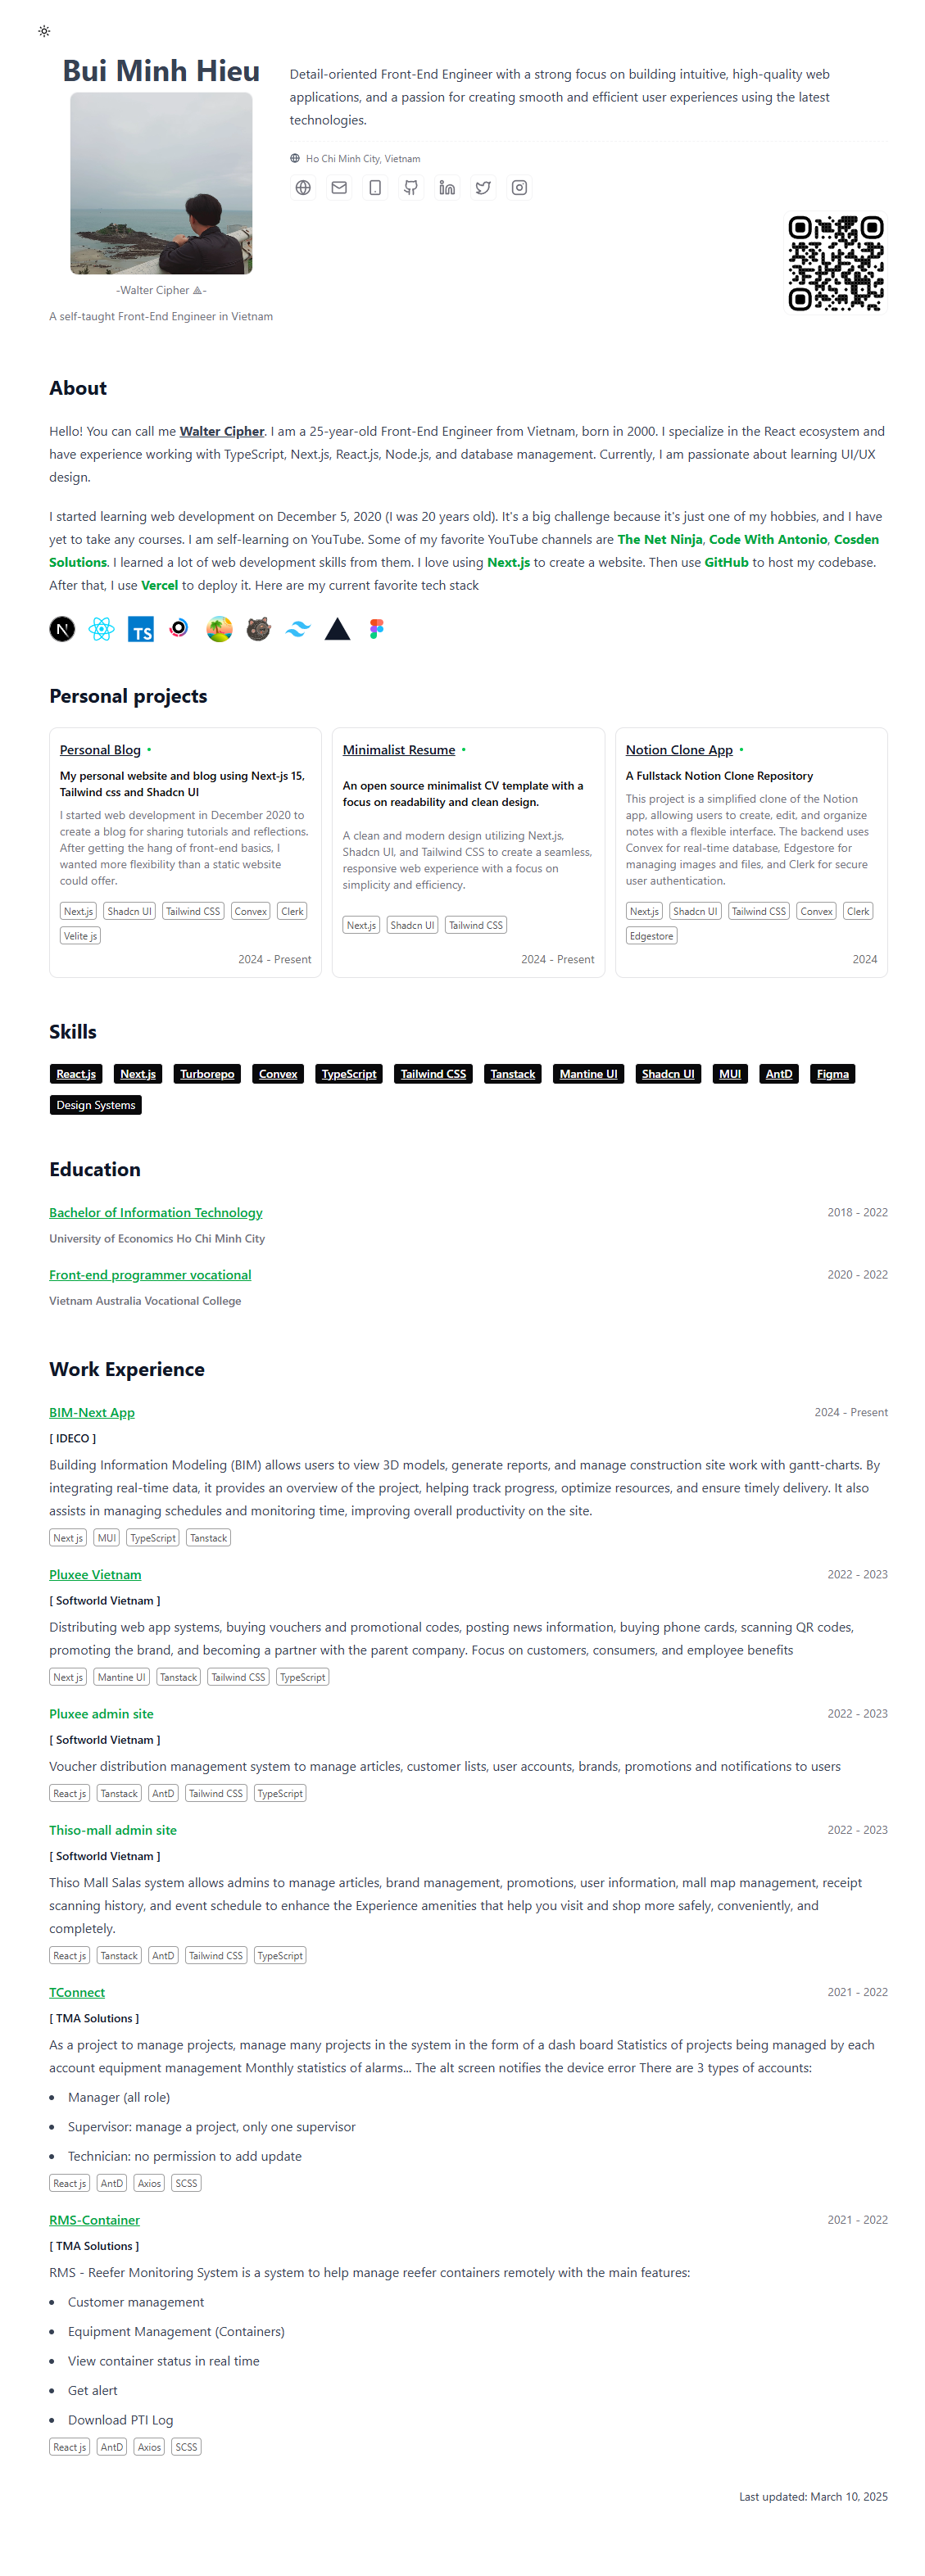 Bui Minh Hieu
-Walter Cipher ⟁-
A self-taught Front-End Engineer in Vietnam
Detail-oriented Front-End Engineer with a strong focus on building intuitive, high-quality web
applications, and a passion for creating smooth and efficient user experiences using the latest
technologies.
Ho Chi Minh City, Vietnam
About
Hello! You can call me Walter Cipher. I am a 25-year-old Front-End Engineer from Vietnam, born in 2000. I specialize in the React ecosystem and
have experience working with TypeScript, Next.js, React.js, Node.js, and database management. Currently, I am passionate about learning UI/UX
design.
I started learning web development on December 5, 2020 (I was 20 years old). It's a big challenge because it's just one of my hobbies, and I have
yet to take any courses. I am self-learning on YouTube. Some of my favorite YouTube channels are The Net Ninja, Code With Antonio, Cosden
Solutions. I learned a lot of web development skills from them. I love using Next.js to create a website. Then use GitHub to host my codebase.
After that, I use Vercel to deploy it. Here are my current favorite tech stack
N TS
Personal projects
Personal Blog
My personal website and blog using Next-js 15,
Tailwind css and Shadcn UI
I started web development in December 2020 to
create a blog for sharing tutorials and reflections.
After getting the hang of front-end basics, I
wanted more flexibility than a static website
could offer.
Next.js Shadcn UI Tailwind CSS Convex Clerk
Velite js
2024 - Present
Minimalist Resume
An open source minimalist CV template with a
focus on readability and clean design.
A clean and modern design utilizing Next.js,
Shadcn UI, and Tailwind CSS to create a seamless,
responsive web experience with a focus on
simplicity and efficiency.
Next.js Shadcn UI Tailwind CSS
2024 - Present
Notion Clone App
A Fullstack Notion Clone Repository
This project is a simplified clone of the Notion
app, allowing users to create, edit, and organize
notes with a flexible interface. The backend uses
Convex for real-time database, Edgestore for
managing images and files, and Clerk for secure
user authentication.
Next.js Shadcn UI Tailwind CSS Convex Clerk
Edgestore
2024
Skills
React.js Next.js Turborepo Convex TypeScript Tailwind CSS Tanstack Mantine UI Shadcn UI MUI AntD Figma
Design Systems
Education
Bachelor of Information Technology 2018 - 2022
University of Economics Ho Chi Minh City
Front-end programmer vocational 2020 - 2022
Vietnam Australia Vocational College
Work Experience
BIM-Next App 2024 - Present
[ IDECO ]
Building Information Modeling (BIM) allows users to view 3D models, generate reports, and manage construction site work with gantt-charts. By
integrating real-time data, it provides an overview of the project, helping track progress, optimize resources, and ensure timely delivery. It also
assists in managing schedules and monitoring time, improving overall productivity on the site.
Next js MUI TypeScript Tanstack
Pluxee Vietnam 2022 - 2023
[ Softworld Vietnam ]
Distributing web app systems, buying vouchers and promotional codes, posting news information, buying phone cards, scanning QR codes,
promoting the brand, and becoming a partner with the parent company. Focus on customers, consumers, and employee benefits
Next js Mantine UI Tanstack Tailwind CSS TypeScript
Pluxee admin site 2022 - 2023
[ Softworld Vietnam ]
Voucher distribution management system to manage articles, customer lists, user accounts, brands, promotions and notifications to users
React js Tanstack AntD Tailwind CSS TypeScript
Thiso-mall admin site 2022 - 2023
[ Softworld Vietnam ]
Thiso Mall Salas system allows admins to manage articles, brand management, promotions, user information, mall map management, receipt
scanning history, and event schedule to enhance the Experience amenities that help you visit and shop more safely, conveniently, and
completely.
React js Tanstack AntD Tailwind CSS TypeScript
TConnect 2021 - 2022
[ TMA Solutions ]
As a project to manage projects, manage many projects in the system in the form of a dash board Statistics of projects being managed by each
account equipment management Monthly statistics of alarms... The alt screen notifies the device error There are 3 types of accounts:
• Manager (all role)
• Supervisor: manage a project, only one supervisor
• Technician: no permission to add update
React js AntD Axios SCSS
RMS-Container 2021 - 2022
[ TMA Solutions ]
RMS - Reefer Monitoring System is a system to help manage reefer containers remotely with the main features:
• Customer management
• Equipment Management (Containers)
• View container status in real time
• Get alert
• Download PTI Log
React js AntD Axios SCSS
Last updated: March 10, 2025